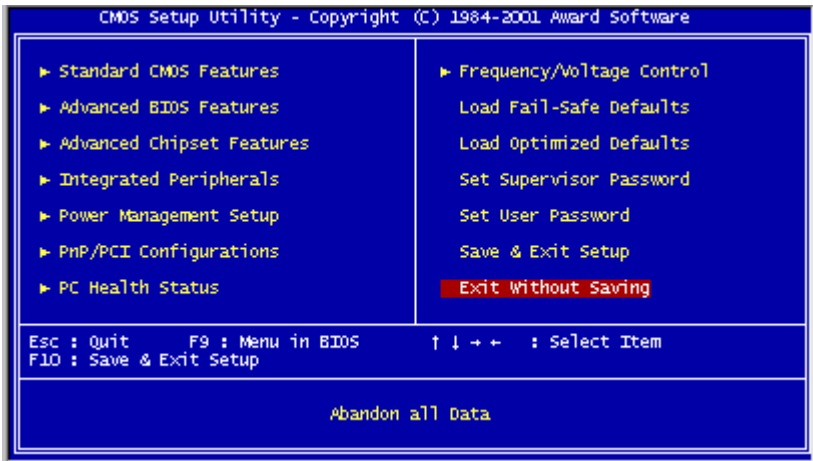 CMOS Setup Utility - Copyright (C) 1984-2001 Award Software
► Standard CMOS Features
► Advanced BIOS Features
► Advanced Chipset Features
► Integrated Peripherals
► Power Management Setup
► PnP/PCI Configurations
► PC Health Status
► Frequency/Voltage Control
Load Fail-Safe Defaults
Load Optimized Defaults
Set Supervisor Password
Set User Password
Save & Exit Setup
Exit Without Saving
Esc : Quit F9 : Menu in BIOS ↑ ↓ → ← : Select Item
F10 : Save & Exit Setup
Abandon all Data